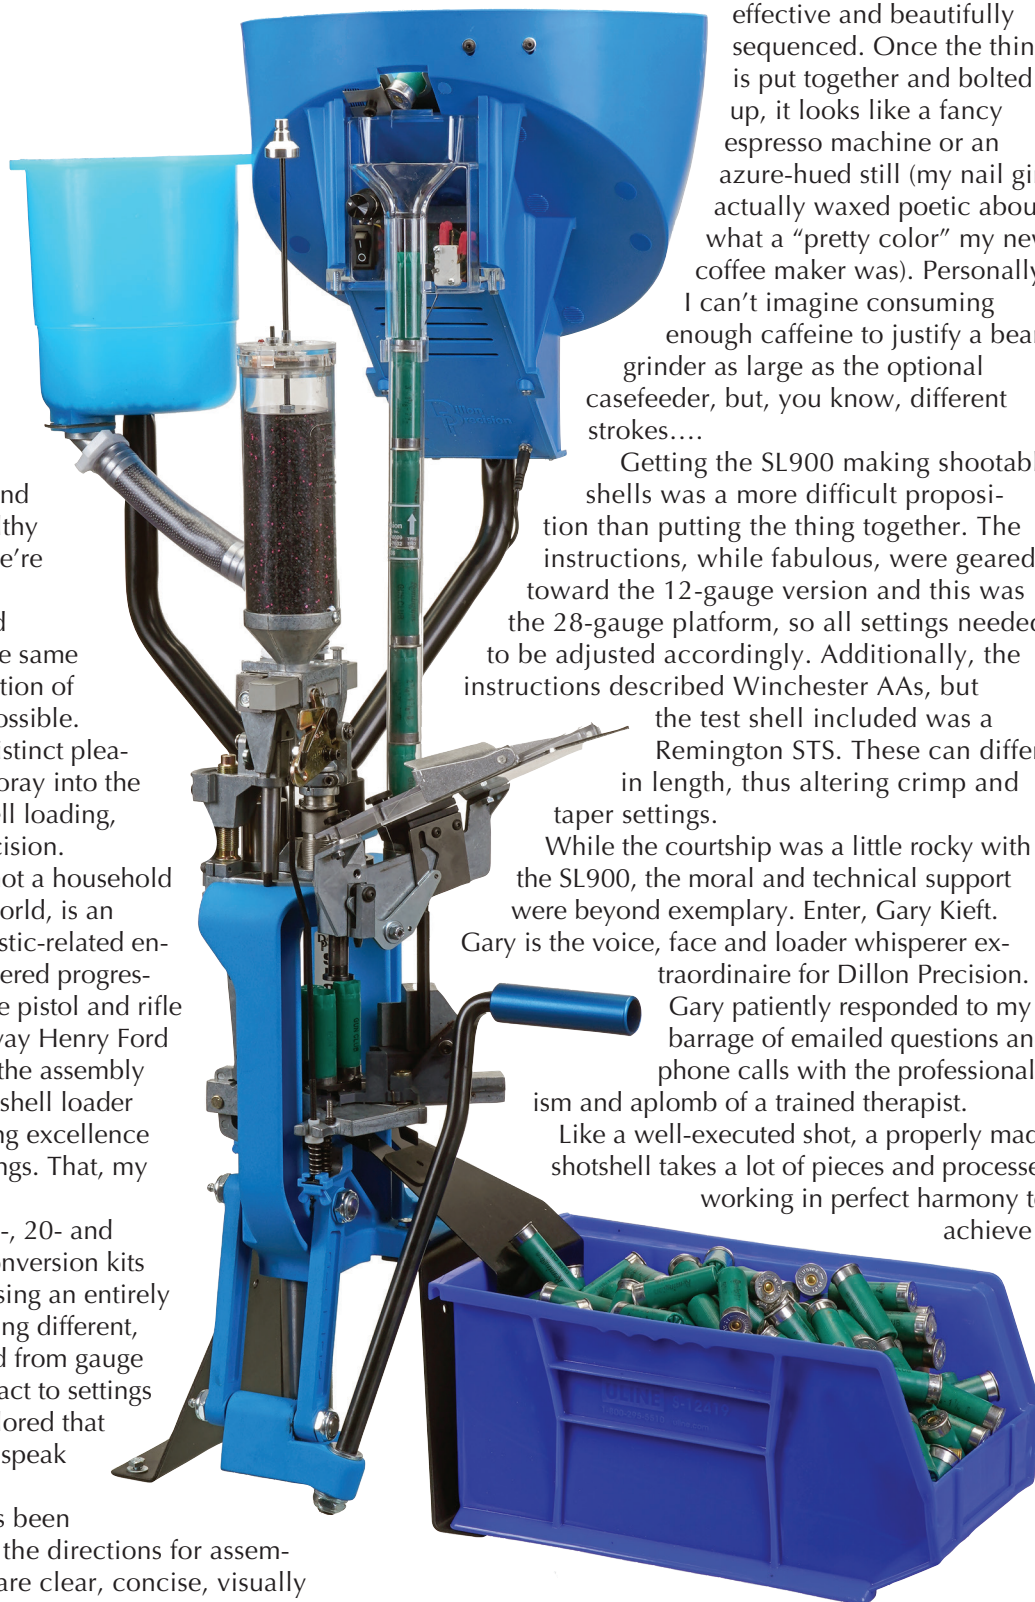 nd
lthy
e're
d
e same
tion of
ossible.
istinct plea-
oray into the
ell loading,
cision.
ot a household
orld, is an
stic-related en-
ered progres-
e pistol and rifle
vay Henry Ford
the assembly
shell loader
ng excellence
ngs. That, my
-, 20- and
onversion kits
sing an entirely
ng different,
d from gauge
act to settings
lored that
speak
s been
the directions for assem-
are clear, concise, visually
effective and beautifully
sequenced. Once the thin
is put together and bolted
up, it looks like a fancy
espresso machine or an
azure-hued still (my nail gi
actually waxed poetic abou
what a “pretty color” my nev
coffee maker was). Personally
I can’t imagine consuming
enough caffeine to justify a bear
grinder as large as the optional
casefeeder, but, you know, different
strokes….
Getting the SL900 making shootabl
shells was a more difficult proposi-
tion than putting the thing together. The
instructions, while fabulous, were geared
toward the 12-gauge version and this was
the 28-gauge platform, so all settings needed
to be adjusted accordingly. Additionally, the
instructions described Winchester AAs, but
the test shell included was a
Remington STS. These can differ
in length, thus altering crimp and
taper settings.
While the courtship was a little rocky with
the SL900, the moral and technical support
were beyond exemplary. Enter, Gary Kieft.
Gary is the voice, face and loader whisperer ex-
traordinaire for Dillon Precision.
Gary patiently responded to my
barrage of emailed questions an
phone calls with the professional
ism and aplomb of a trained therapist.
Like a well-executed shot, a properly mad
shotshell takes a lot of pieces and processe
working in perfect harmony t
achieve
Dillon
Precision
ULINE